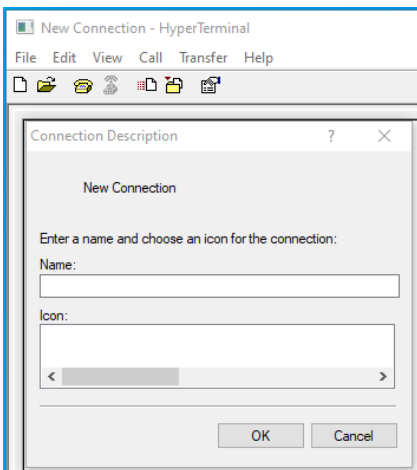 New Connection - HyperTerminal
File Edit View Call Transfer Help
Connection Description ?
New Connection
Enter a name and choose an icon for the connection:
Name:
Icon:
OK Cancel